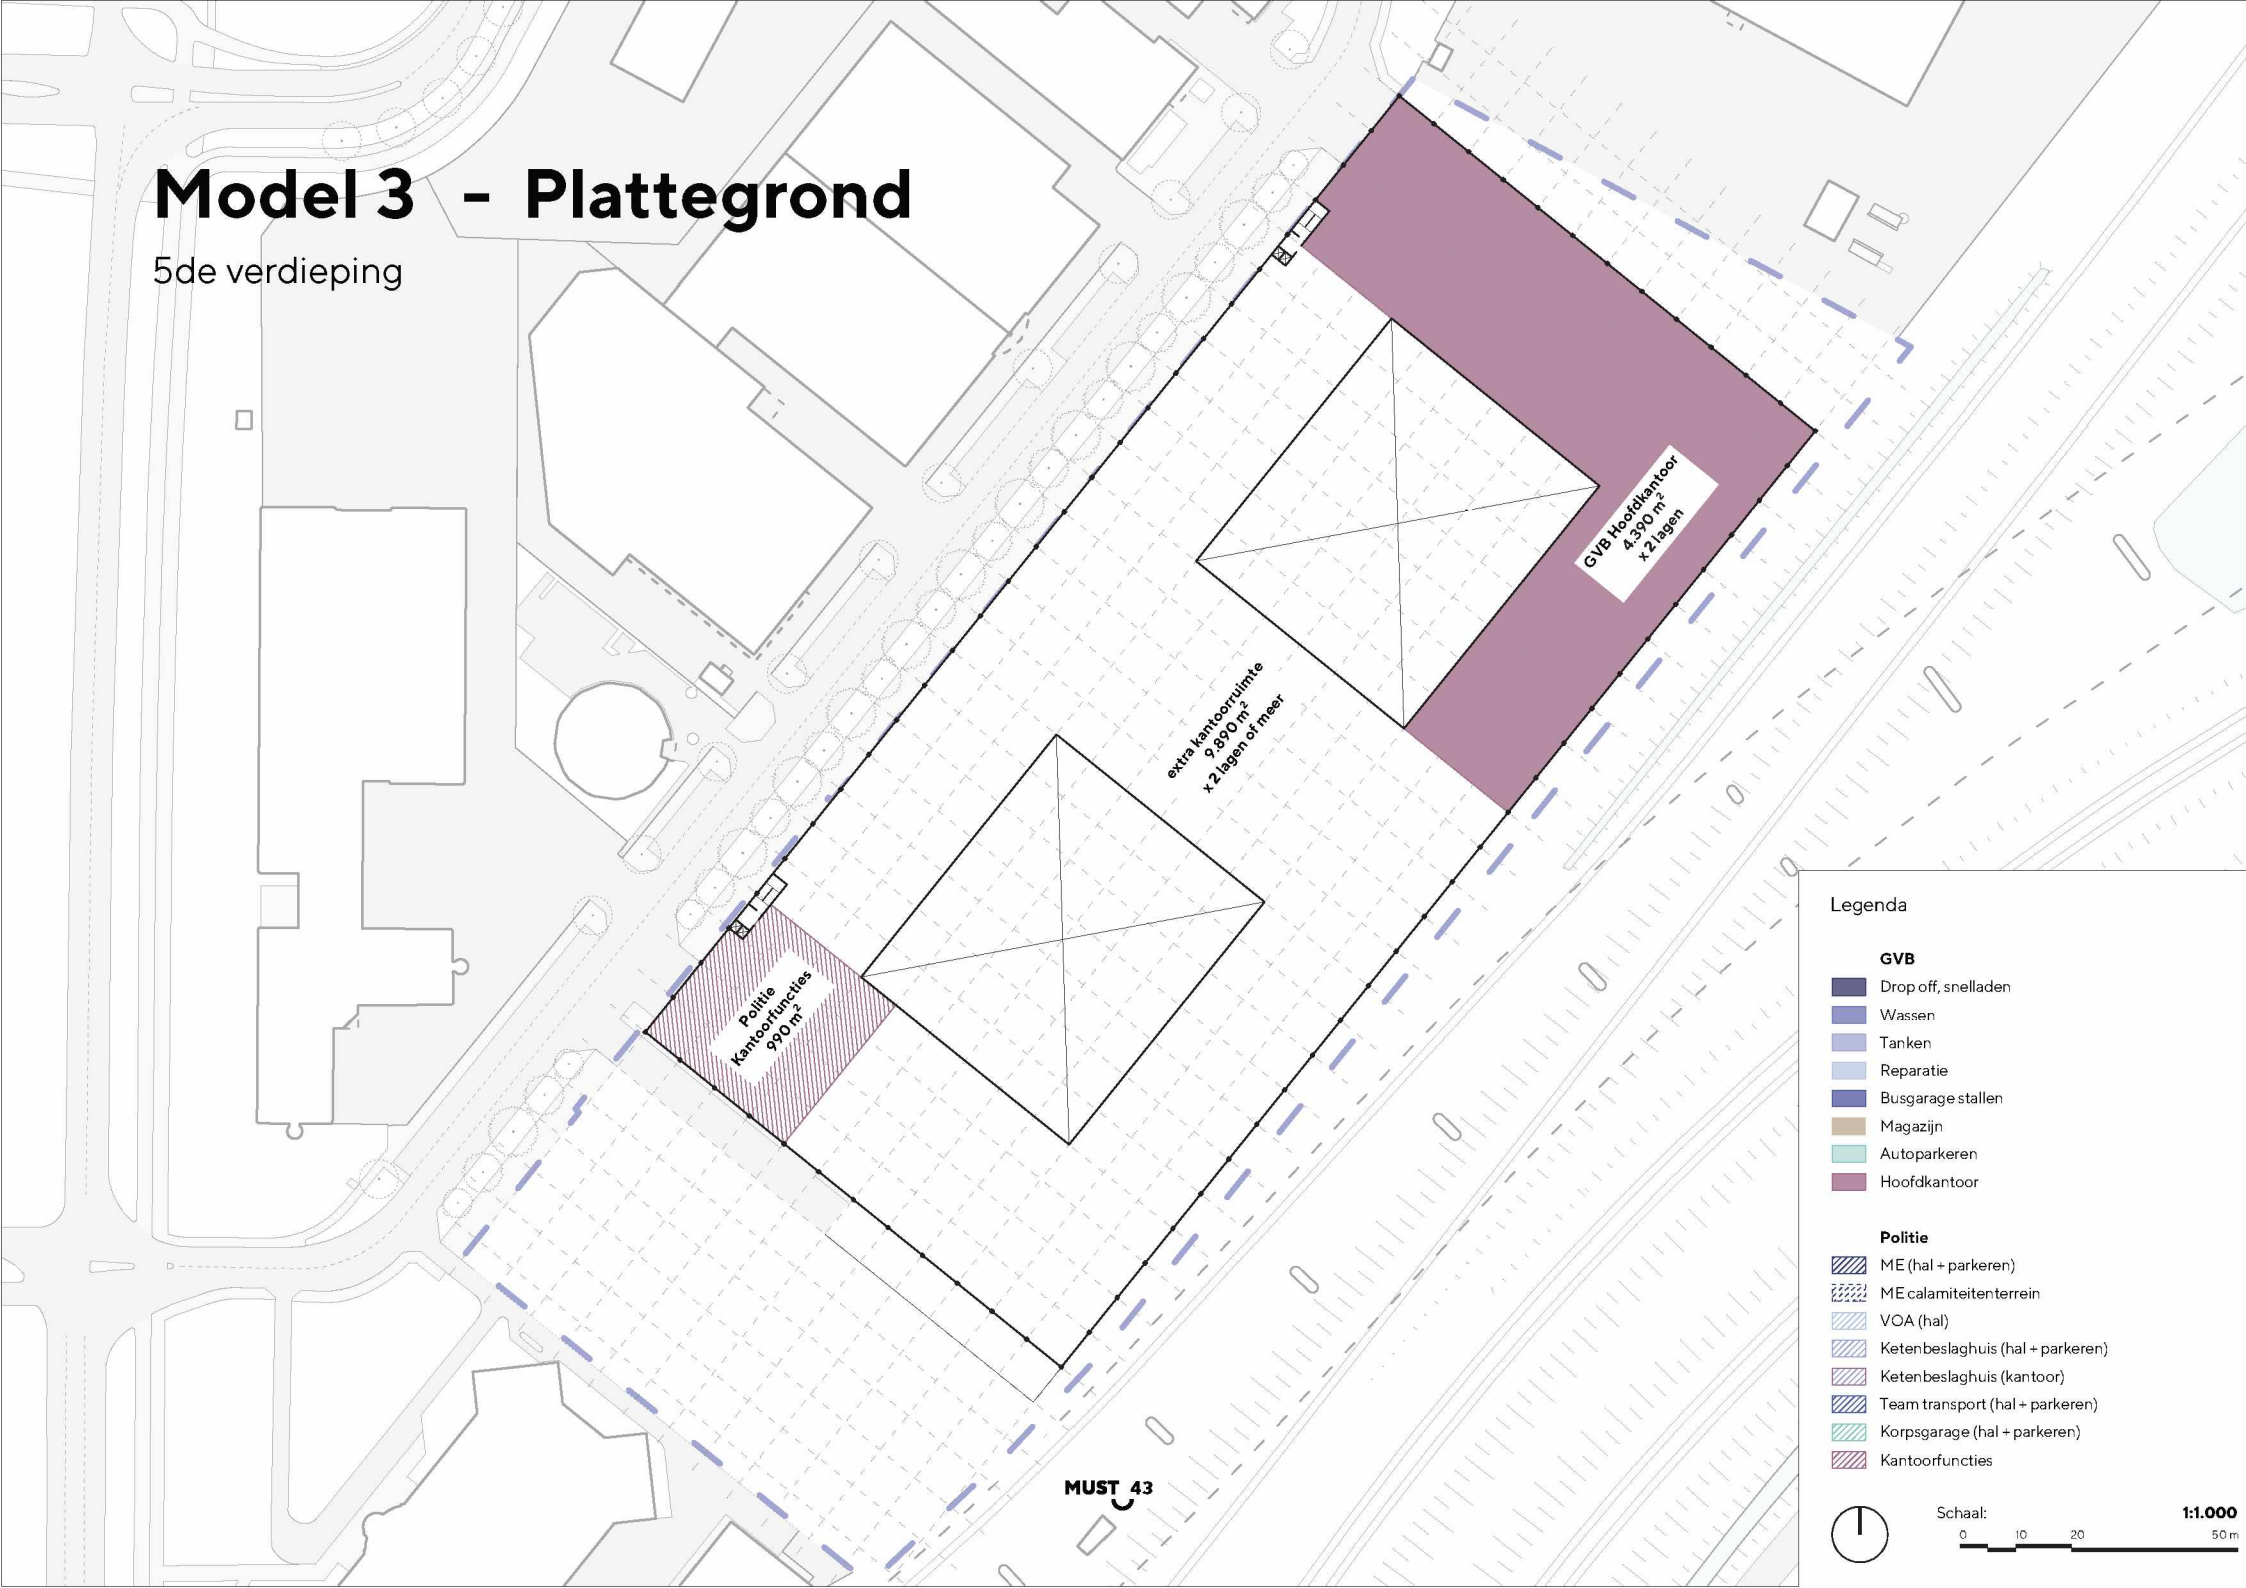 Model 3 - Plattegrond
5de verdieping
GVB Hoofdkantoor
4.390 m²
x 2 lagen
extra kantoorruimte
9.890 m²
x 2 lagen of meer
Politie
Kantoorfuncties
990 m²
MUST 43
Legenda
GVB
Drop off, snelladen
Wassen
Tanken
Reparatie
Busgarage stallen
Magazijn
Autoparkeren
Hoofdkantoor
Politie
ME (hal + parkeren)
ME calamiteitenterrein
VOA (hal)
Ketenbeslaghuis (hal + parkeren)
Ketenbeslaghuis (kantoor)
Team transport (hal + parkeren)
Korpsgarage (hal + parkeren)
Kantoorfuncties
Schaal: 1:1.000
0 10 20 50 m